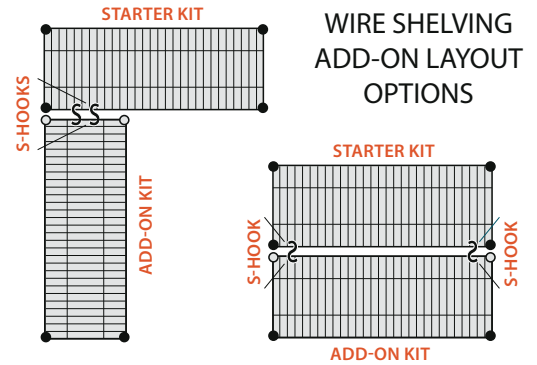 STARTER KIT
WIRE SHELVING
ADD-ON LAYOUT
OPTIONS
S-HOOKS
ADD-ON KIT
STARTER KIT
S-HOOK
S-HOOK
ADD-ON KIT